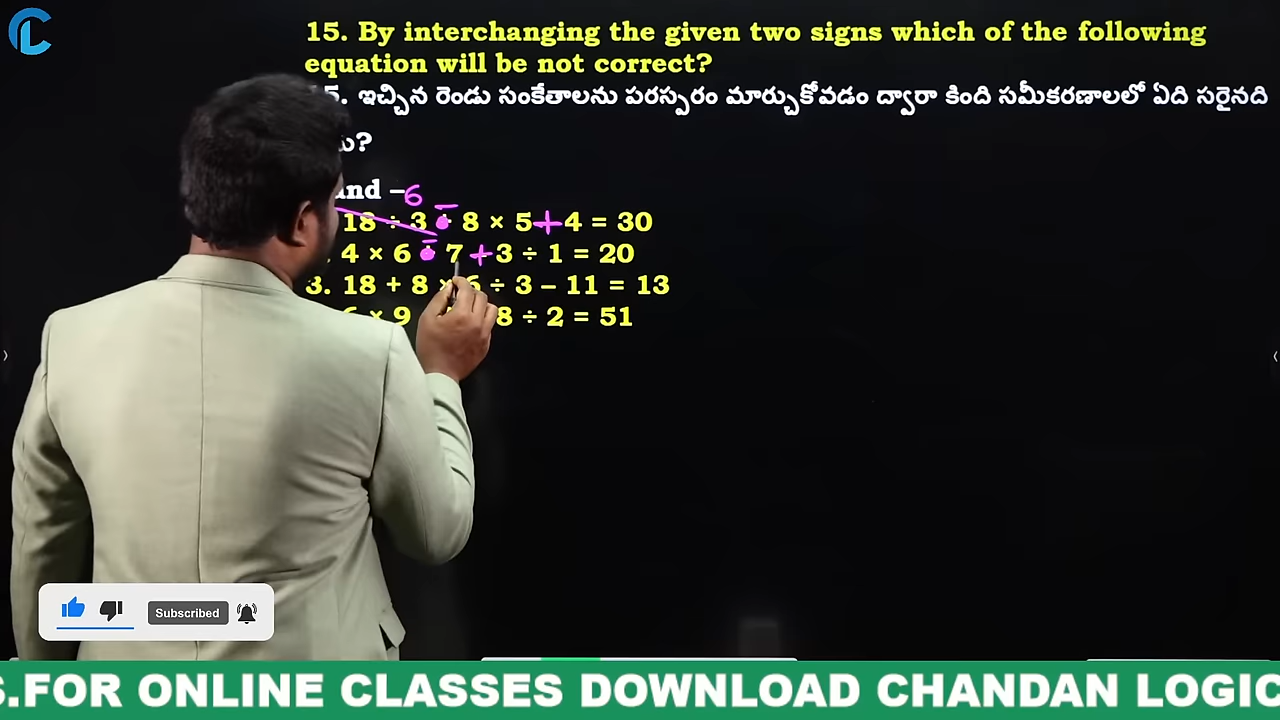 15. By interchanging the given two signs which of the following
equation will be not correct?
ఇచ్చిన రెండు సంకేతాలను పరస్పరం మార్చుకోవడం ద్వారా కింది సమీకరణాలలో ఏది సరైనది
?
and –
6
18 ÷ 3 – 8 × 5 + 4 = 30
4 × 6 – 7 + 3 ÷ 1 = 20
3. 18 + 8 × 6 ÷ 3 – 11 = 13
× 9 8 ÷ 2 = 51
Subscribed
S.FOR ONLINE CLASSES DOWNLOAD CHANDAN LOGIC